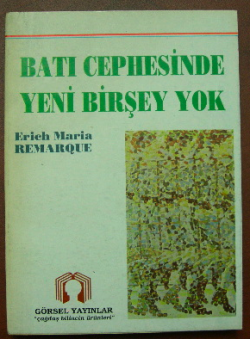 BATI CEPHESİNDE
YENİ BİRŞEY YOK
Erich Maria
REMARQUE
GÖRSEL YAYINLAR
"çağdaş bilincin ürünleri"